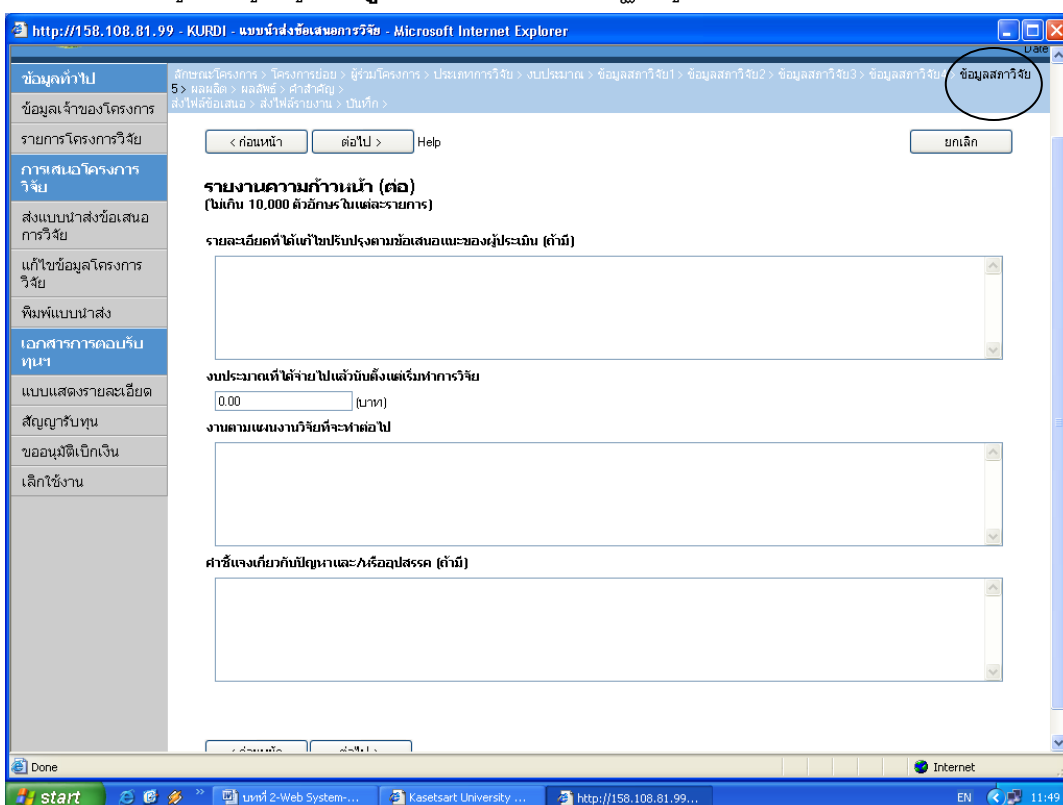 http://158.108.81.99 - KURDI - แบบนำส่งข้อเสนอการวิจัย - Microsoft Internet Explorer
Date
ข้อมูลทั่วไป
ข้อมูลเจ้าของโครงการ
รายการโครงการวิจัย
การเสนอโครงการ
วิจัย
ส่งแบบนำส่งข้อเสนอ
การวิจัย
แก้ไขข้อมูลโครงการ
วิจัย
พิมพ์แบบนำส่ง
เอกสารการตอบรับ
ทุนฯ
แบบแสดงรายละเอียด
สัญญารับทุน
ขออนุมัติเบิกเงิน
เลิกใช้งาน
ลักษณะโครงการ > โครงการย่อย > ผู้ร่วมโครงการ > ประเภทการวิจัย > งบประมาณ > ข้อมูลสภาวิจัย1 > ข้อมูลสภาวิจัย2 > ข้อมูลสภาวิจัย3 > ข้อมูลสภาวิจัย4 > ข้อมูลสภาวิจัย
5 > ผลผลิต > ผลลัพธ์ > คำสำคัญ >
ส่งไฟล์ข้อเสนอ > ส่งไฟล์รายงาน > บันทึก >
< ก่อนหน้า ต่อไป > Help ยกเลิก
รายงานความก้าวหน้า (ต่อ)
(ไม่เกิน 10,000 ตัวอักษร ในแต่ละรายการ)
รายละเอียดที่ได้แก้ไขปรับปรุงตามข้อเสนอแนะของผู้ประเมิน (ถ้ามี)
งบประมาณที่ได้จ่ายไปแล้วนับตั้งแต่เริ่มทำการวิจัย
0.00 (บาท)
งานตามแผนงานวิจัยที่จะทำต่อไป
คำชี้แจงเกี่ยวกับปัญหาและ/หรืออุปสรรค (ถ้ามี)
< ก่อนหน้า ต่อไป >
Done Internet
start บทที่ 2-Web System-... Kasetsart University ... http://158.108.81.99... EN 11:49